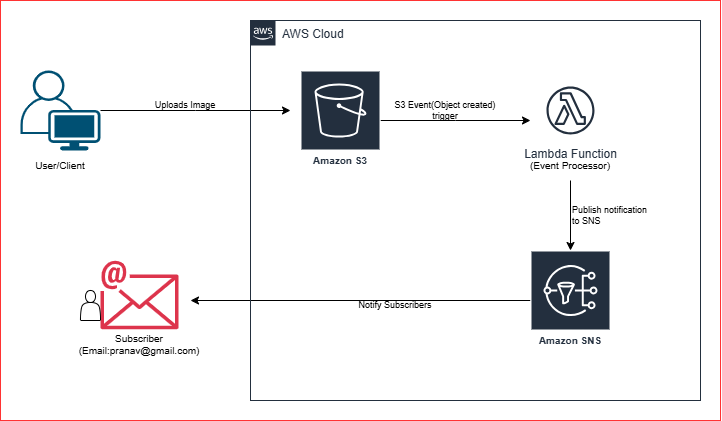 aws
AWS Cloud
Uploads Image
S3 Event(Object created)
trigger
User/Client
Amazon S3
Lambda Function
(Event Processor)
Publish notification
to SNS
Notify Subscribers
Subscriber
(Email:pranav@gmail.com)
Amazon SNS